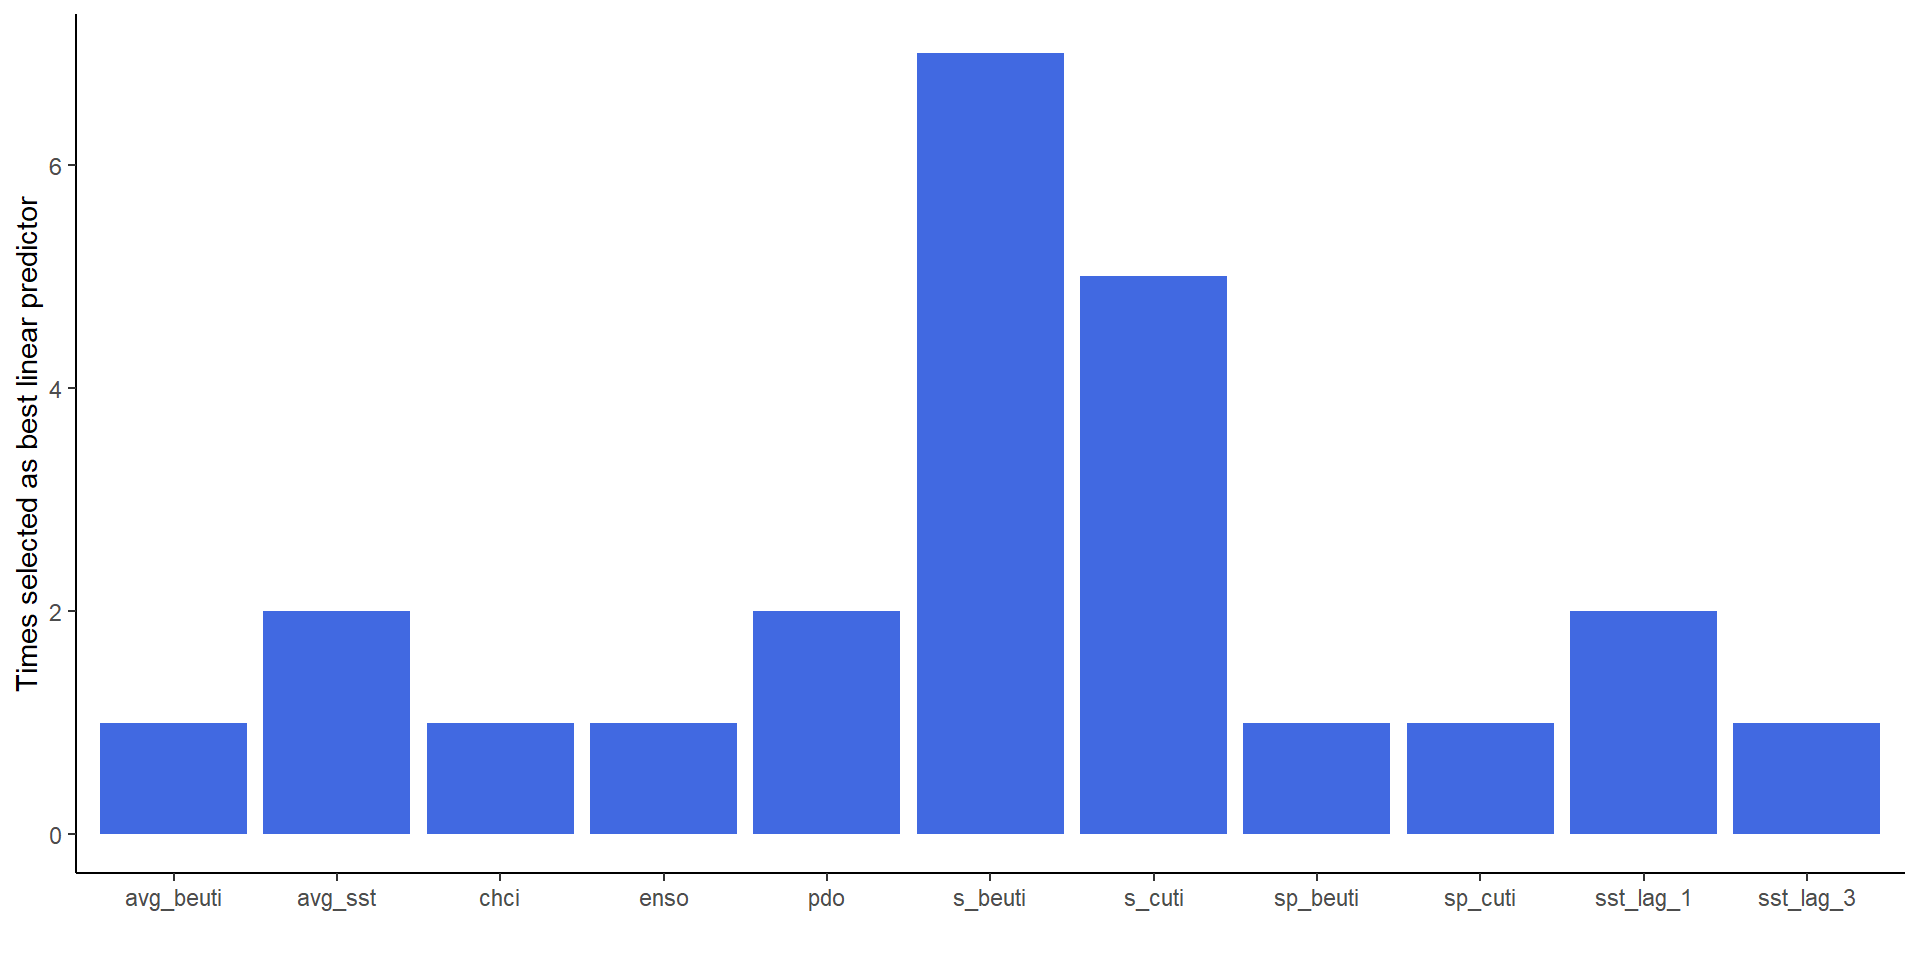 Times selected as best linear predictor
6
4
2
0
avg_beuti avg_sst chci enso pdo s_beuti s_cuti sp_beuti sp_cuti sst_lag_1 sst_lag_3